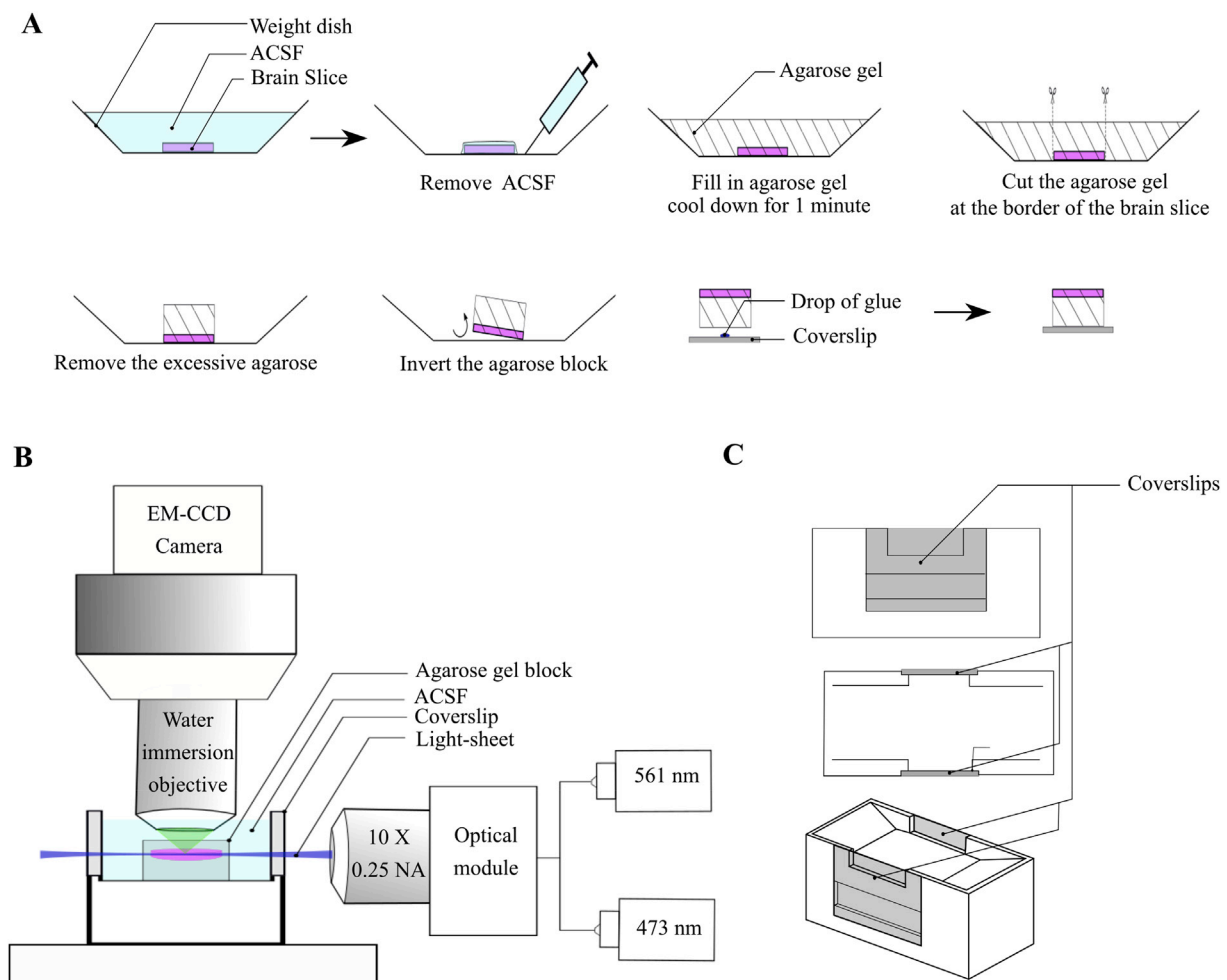 A
Weight dish
ACSF
Brain Slice
Remove ACSF
Agarose gel
Fill in agarose gel
cool down for 1 minute
Cut the agarose gel
at the border of the brain slice
Remove the excessive agarose
Invert the agarose block
Drop of glue
Coverslip
B
EM-CCD
Camera
Water
immersion
objective
Agarose gel block
ACSF
Coverslip
Light-sheet
10 X
0.25 NA
Optical
module
561 nm
473 nm
C
Coverslips